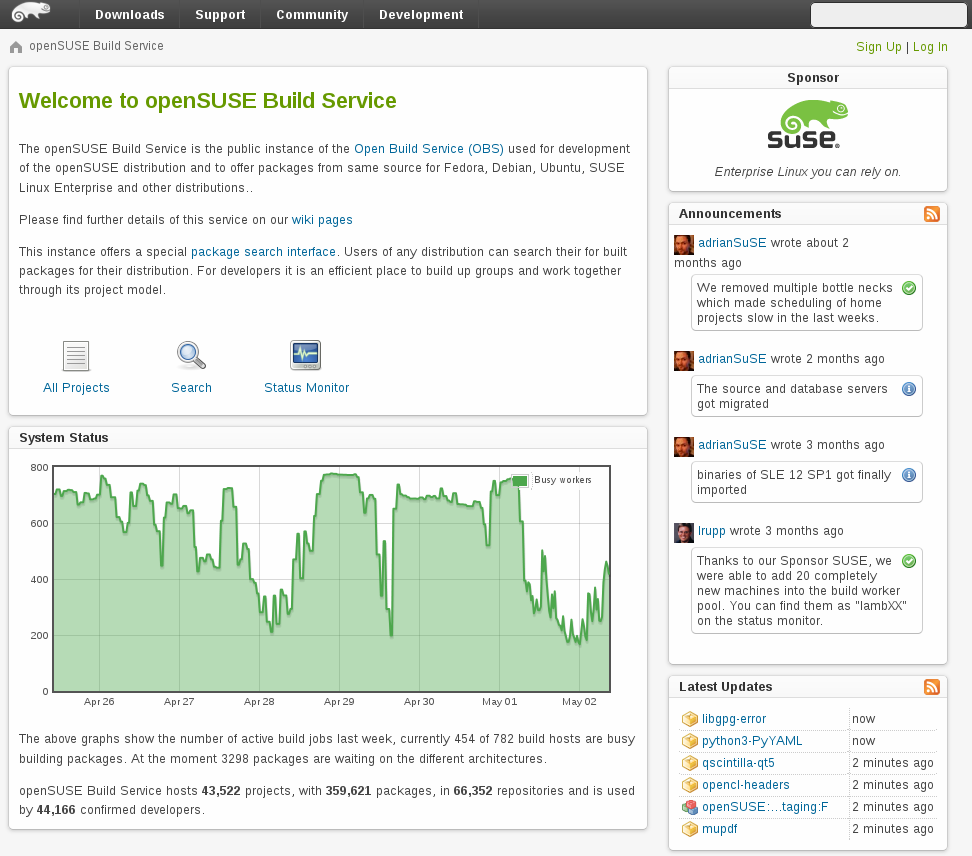 Downloads Support Community Development
openSUSE Build Service
Sign Up | Log In
Welcome to openSUSE Build Service
The openSUSE Build Service is the public instance of the Open Build Service (OBS) used for development
of the openSUSE distribution and to offer packages from same source for Fedora, Debian, Ubuntu, SUSE
Linux Enterprise and other distributions..
Please find further details of this service on our wiki pages
This instance offers a special package search interface. Users of any distribution can search their for built
packages for their distribution. For developers it is an efficient place to build up groups and work together
through its project model.
All Projects
Search
Status Monitor
System Status
800
600
400
200
0
Busy workers
Apr 26 Apr 27 Apr 28 Apr 29 Apr 30 May 01 May 02
The above graphs show the number of active build jobs last week, currently 454 of 782 build hosts are busy
building packages. At the moment 3298 packages are waiting on the different architectures.
openSUSE Build Service hosts 43,522 projects, with 359,621 packages, in 66,352 repositories and is used
by 44,166 confirmed developers.
Sponsor
SUSE
Enterprise Linux you can rely on.
Announcements
adrianSuSE wrote about 2
months ago
We removed multiple bottle necks
which made scheduling of home
projects slow in the last weeks.
adrianSuSE wrote 2 months ago
The source and database servers
got migrated
adrianSuSE wrote 3 months ago
binaries of SLE 12 SP1 got finally
imported
lrupp wrote 3 months ago
Thanks to our Sponsor SUSE, we
were able to add 20 completely
new machines into the build worker
pool. You can find them as "lambXX"
on the status monitor.
Latest Updates
libgpg-error now
python3-PyYAML now
qscintilla-qt5 2 minutes ago
opencl-headers 2 minutes ago
openSUSE:...taging:F 2 minutes ago
mupdf 2 minutes ago